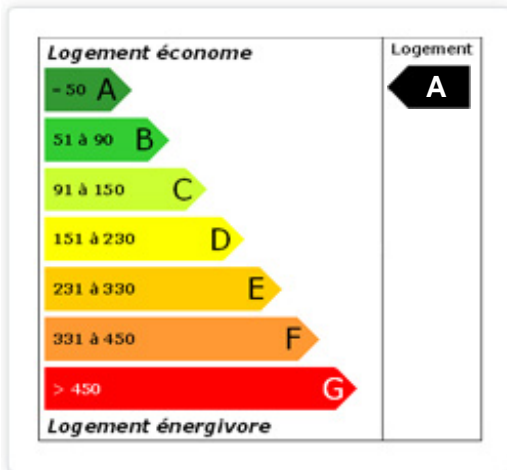 Logement économe
Logement
- 50 A
A
51 à 90 B
91 à 150 C
151 à 230 D
231 à 330 E
331 à 450 F
> 450 G
Logement énergivore